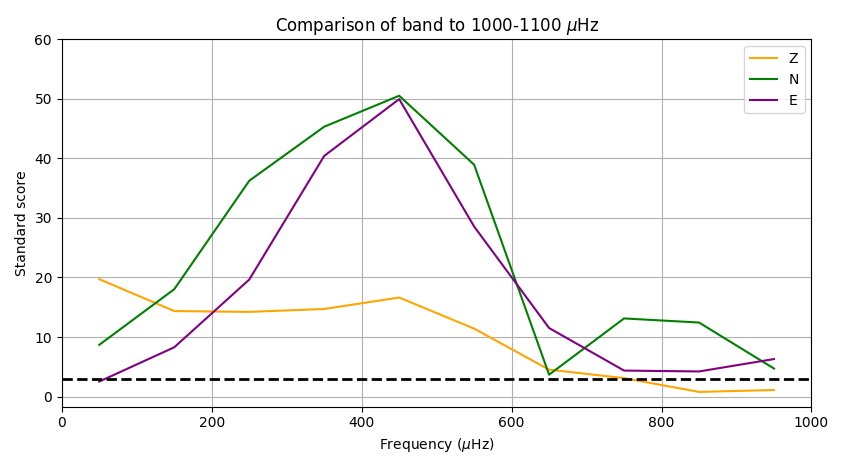 Comparison of band to 1000-1100 μHz
60
50
40
30
20
10
0
Standard score
Z
N
E
0 200 400 600 800 1000
Frequency (μHz)